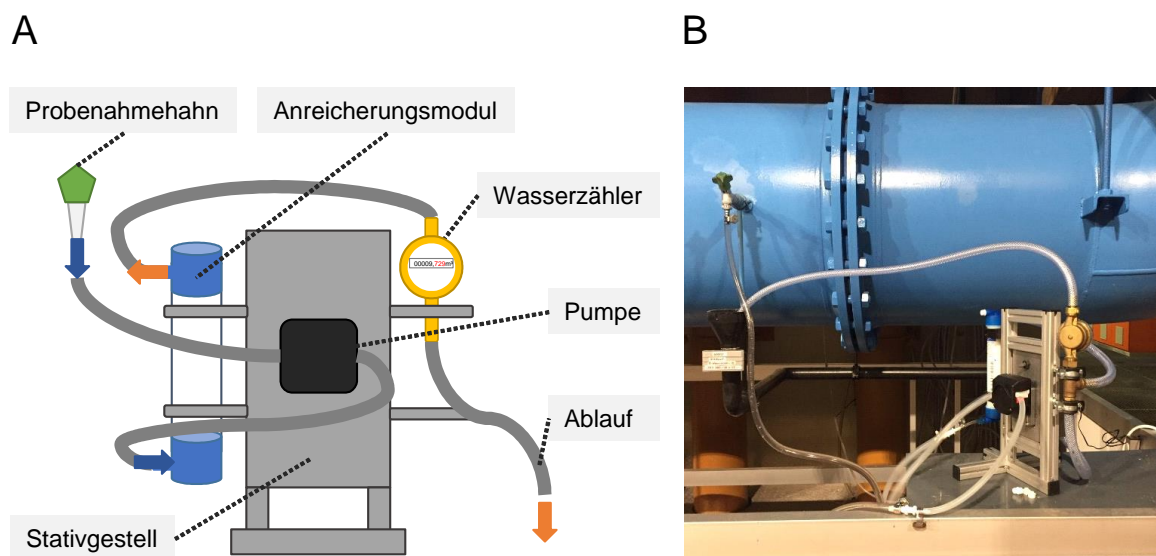 A
B
Probenahmehahn
Anreicherungsmodul
Wasserzähler
00009,729m³
Pumpe
Ablauf
Stativgestell